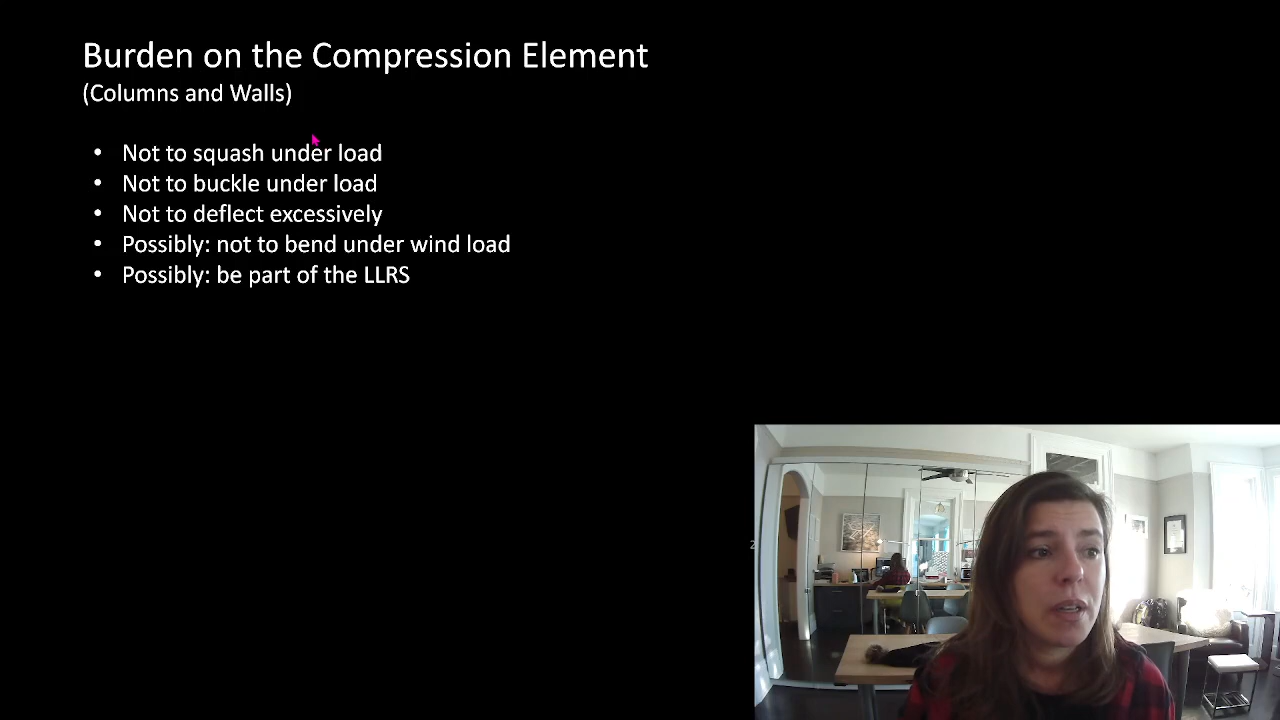 Burden on the Compression Element
(Columns and Walls)
• Not to squash under load
• Not to buckle under load
• Not to deflect excessively
• Possibly: not to bend under wind load
• Possibly: be part of the LLRS